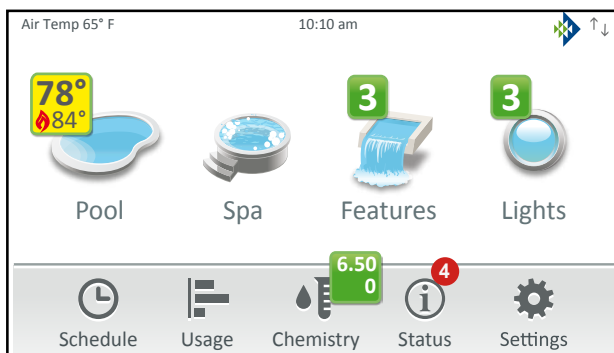 Air Temp 65° F 10:10 am
78°
84°
3
3
Pool Spa Features Lights
6.50
0
4
Schedule Usage Chemistry Status Settings